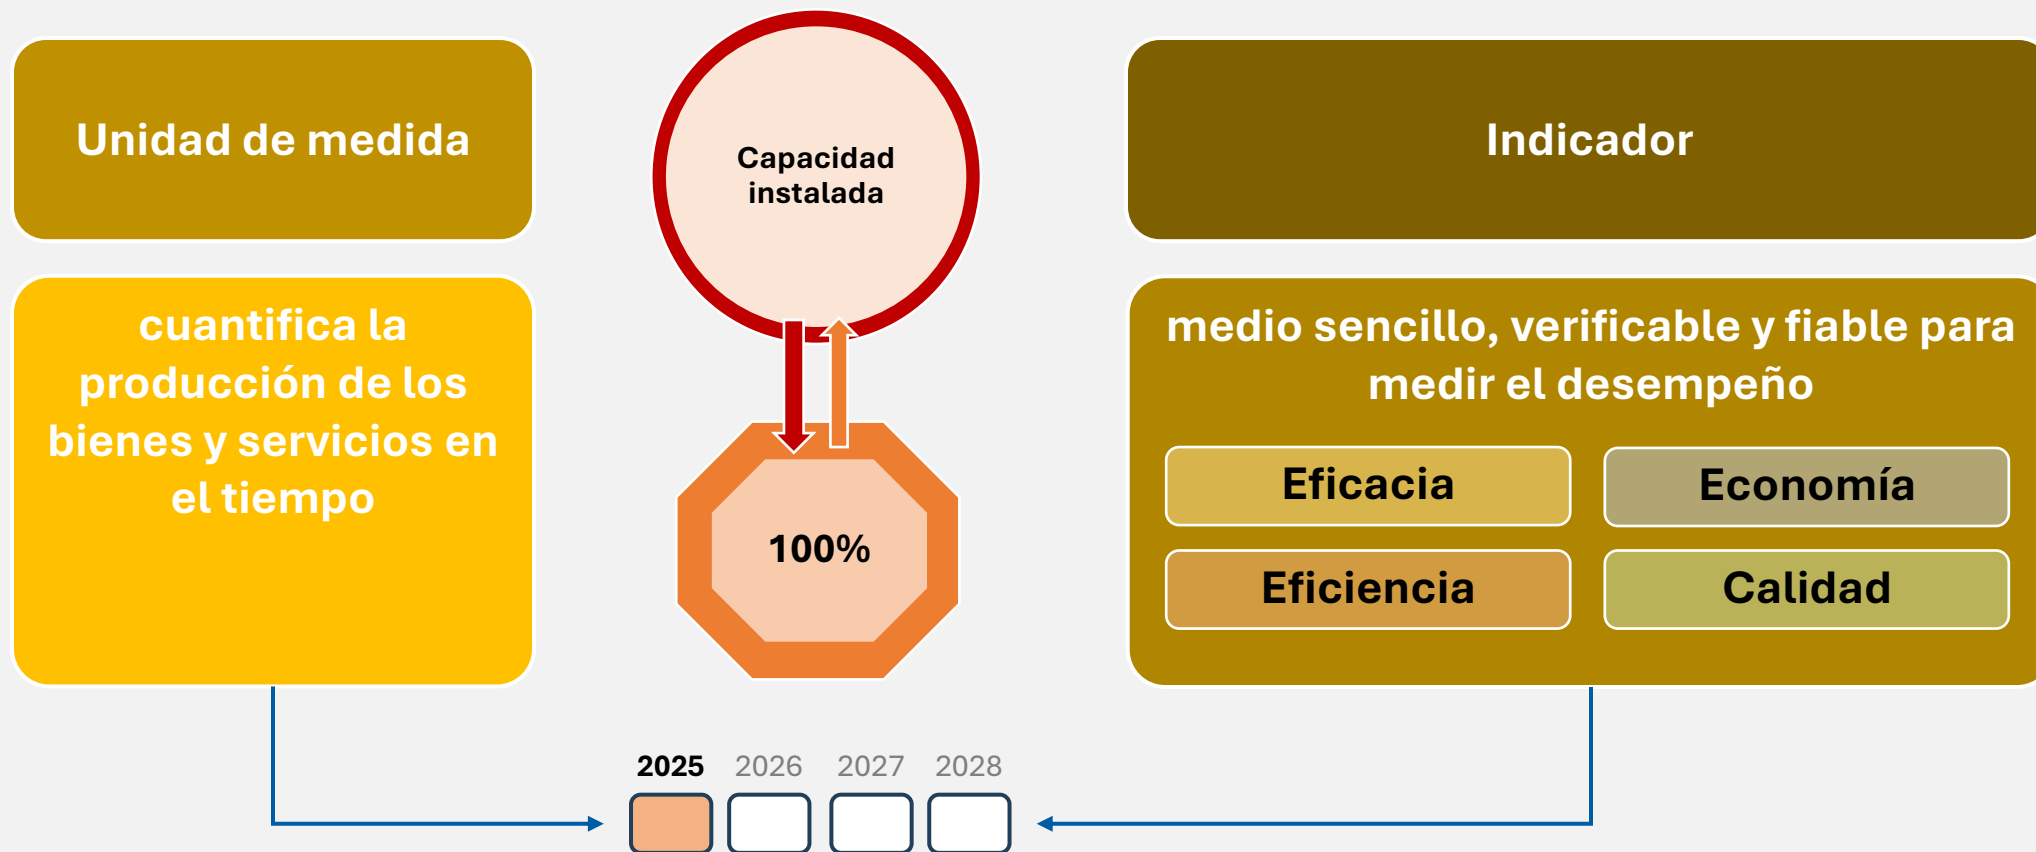 Unidad de medida
cuantifica la
producción de los
bienes y servicios en
el tiempo
Capacidad
instalada
100%
Indicador
medio sencillo, verificable y fiable para
medir el desempeño
Eficacia
Economía
Eficiencia
Calidad
2025 2026 2027 2028